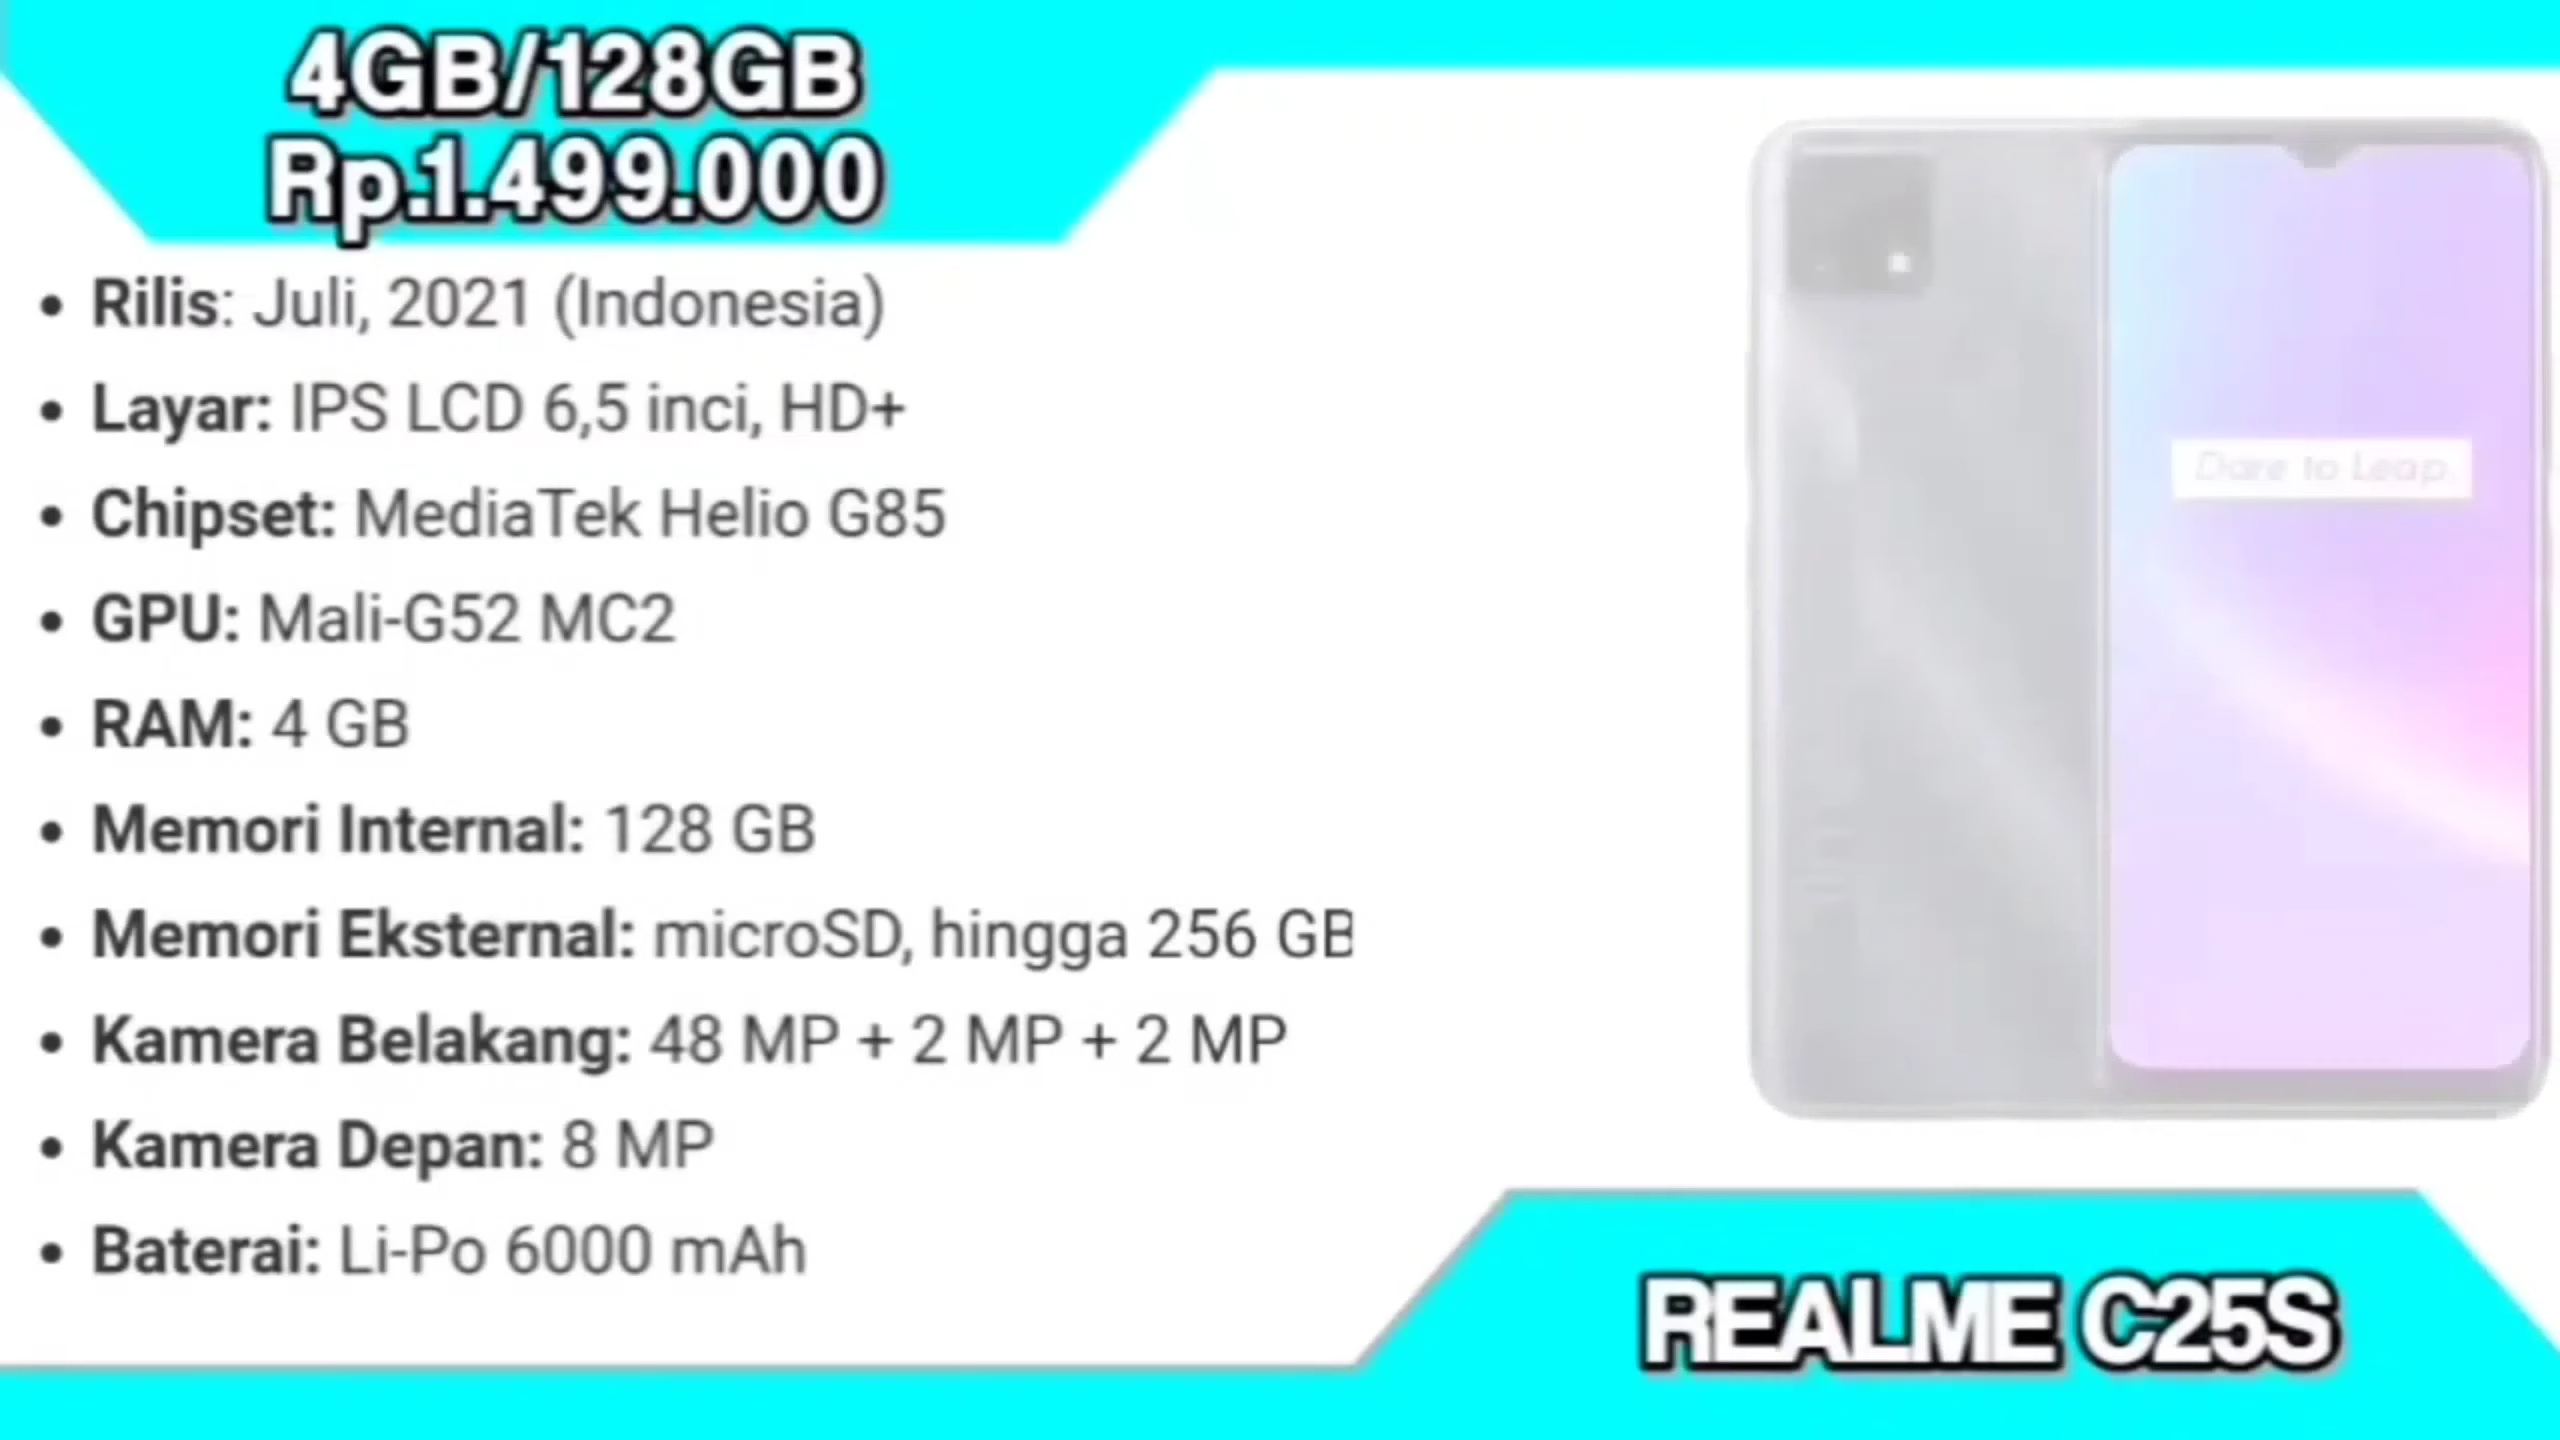 4GB/128GB
Rp.1.499.000
• Rilis: Juli, 2021 (Indonesia)
• Layar: IPS LCD 6,5 inci, HD+
• Chipset: MediaTek Helio G85
• GPU: Mali-G52 MC2
• RAM: 4 GB
• Memori Internal: 128 GB
• Memori Eksternal: microSD, hingga 256 GB
• Kamera Belakang: 48 MP + 2 MP + 2 MP
• Kamera Depan: 8 MP
• Baterai: Li-Po 6000 mAh
Dare to Leap.
REALME C25S